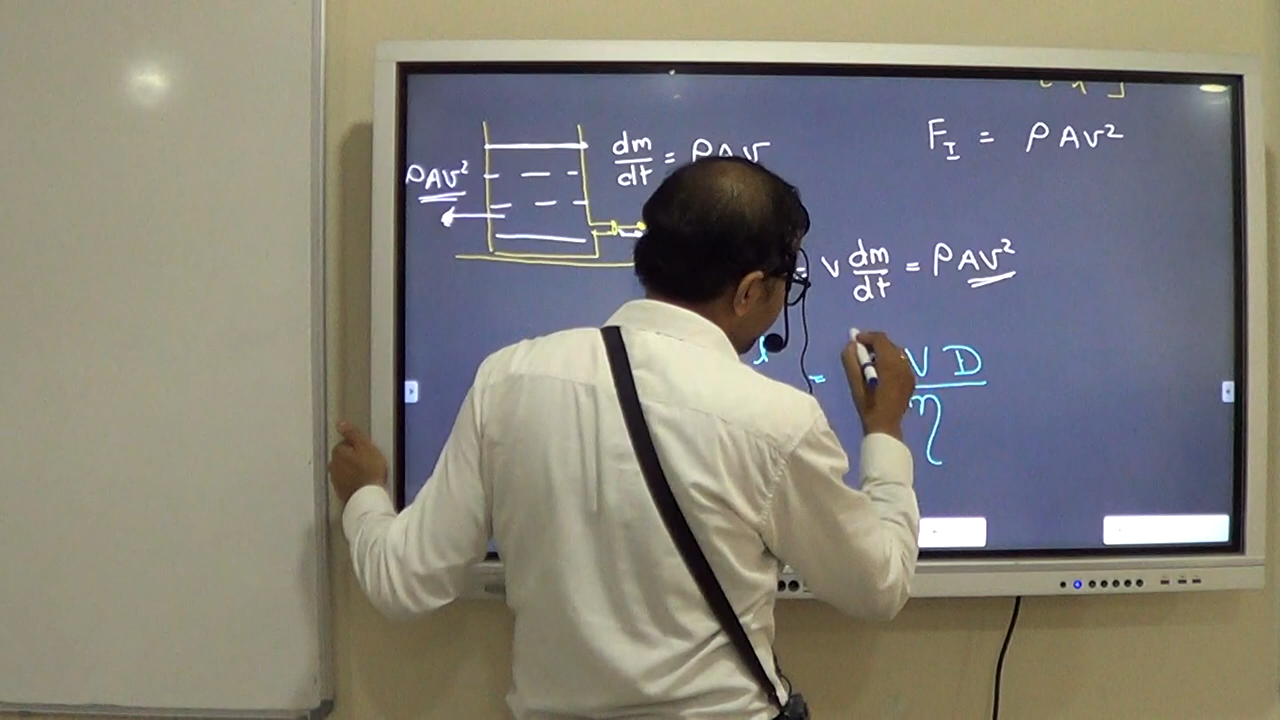 F_I = ρAv²
dm/dt = ρAv
ρAv²
= v dm/dt = ρAv²
= VD/η